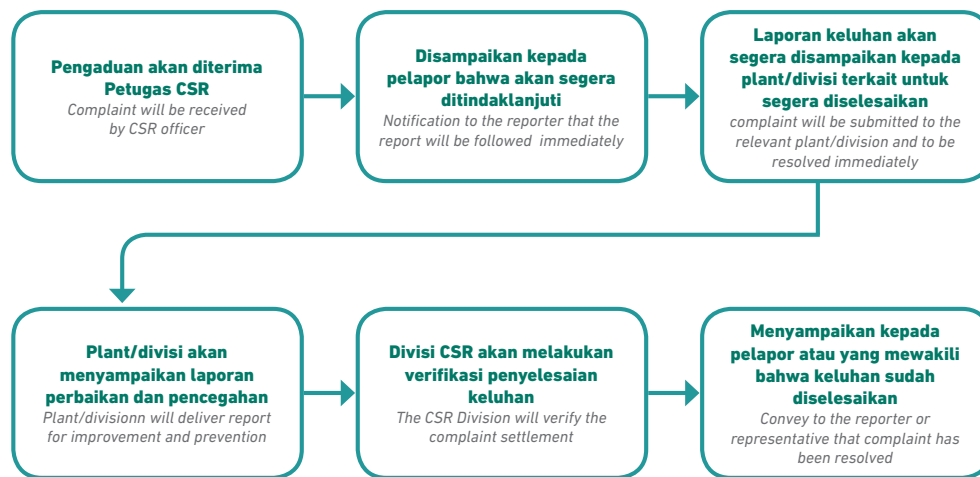 Pengaduan akan diterima
Petugas CSR
Complaint will be received
by CSR officer
Disampaikan kepada
pelapor bahwa akan segera
ditindaklanjuti
Notification to the reporter that the
report will be followed immediately
Laporan keluhan akan
segera disampaikan kepada
plant/divisi terkait untuk
segera diselesaikan
complaint will be submitted to the
relevant plant/division and to be
resolved immediately
Plant/divisi akan
menyampaikan laporan
perbaikan dan pencegahan
Plant/divisionn will deliver report
for improvement and prevention
Divisi CSR akan melakukan
verifikasi penyelesaian
keluhan
The CSR Division will verify the
complaint settlement
Menyampaikan kepada
pelapor atau yang mewakili
bahwa keluhan sudah
diselesaikan
Convey to the reporter or
representative that complaint has
been resolved